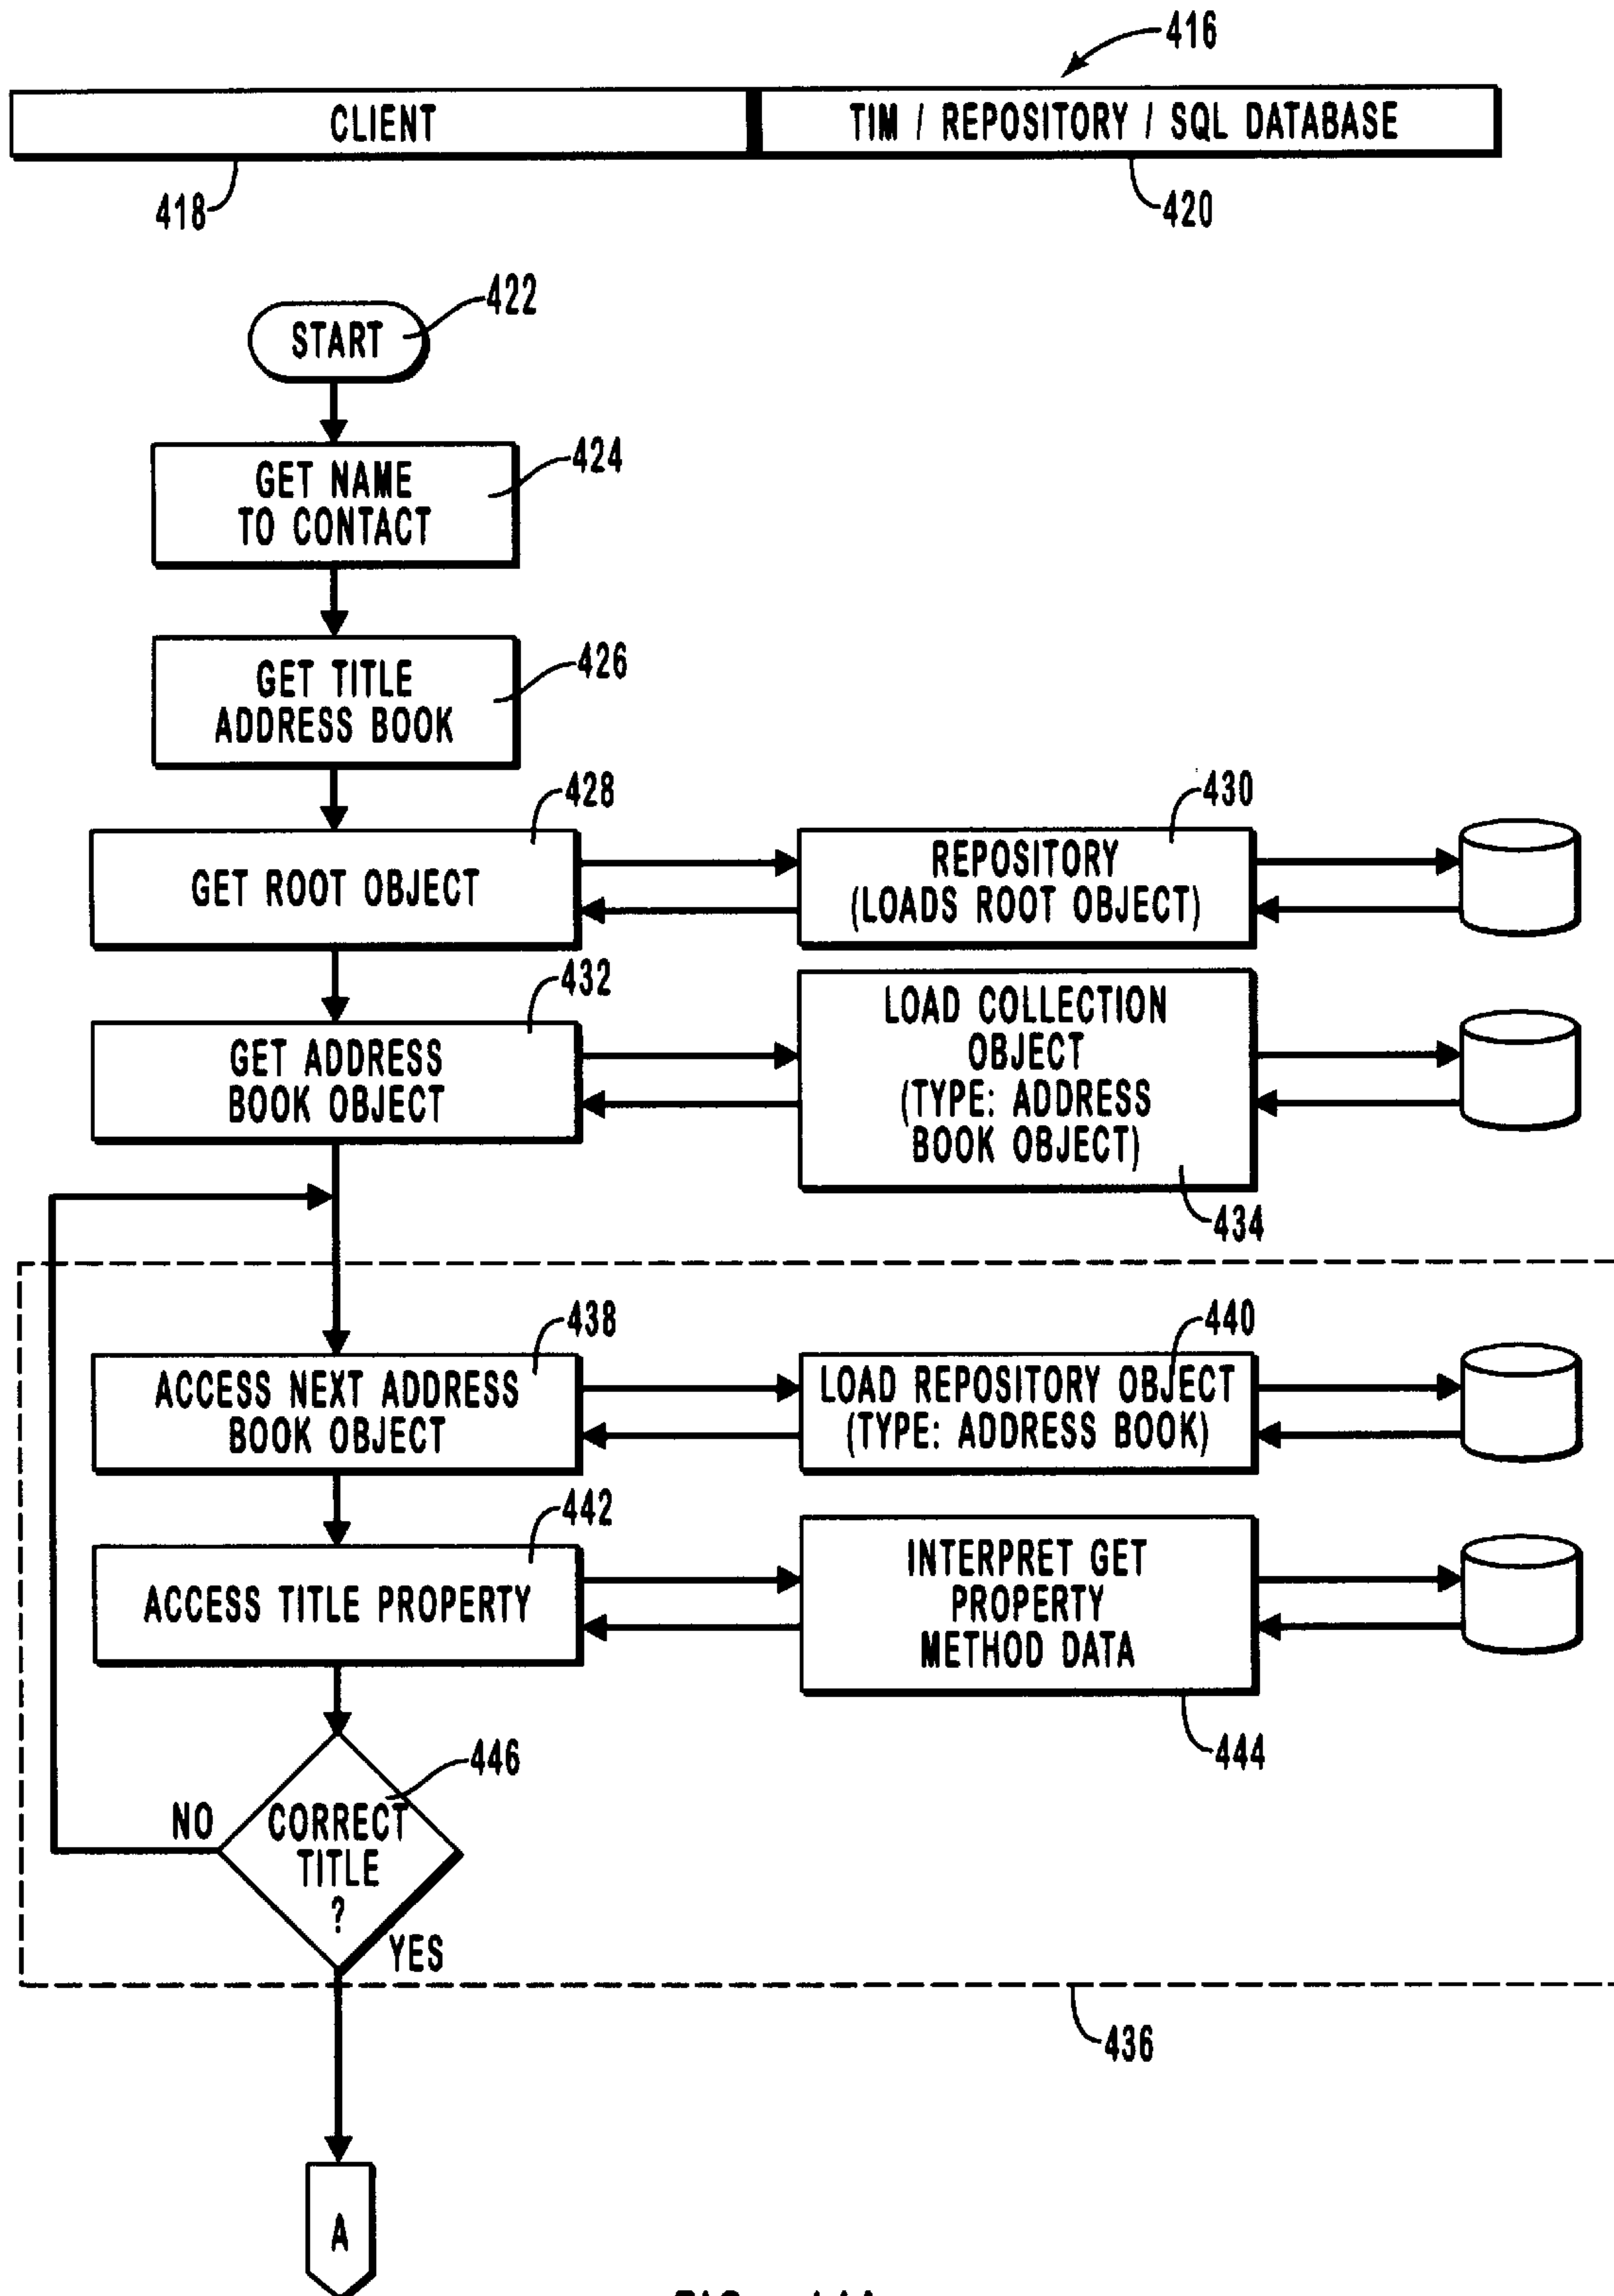 416
CLIENT
TIM / REPOSITORY / SQL DATABASE
418
420
START
422
GET NAME
TO CONTACT
424
GET TITLE
ADDRESS BOOK
426
428
GET ROOT OBJECT
430
REPOSITORY
(LOADS ROOT OBJECT)
432
GET ADDRESS
BOOK OBJECT
LOAD COLLECTION
OBJECT
(TYPE: ADDRESS
BOOK OBJECT)
434
438
ACCESS NEXT ADDRESS
BOOK OBJECT
440
LOAD REPOSITORY OBJECT
(TYPE: ADDRESS BOOK)
442
ACCESS TITLE PROPERTY
INTERPRET GET
PROPERTY
METHOD DATA
444
446
NO
CORRECT
TITLE
?
YES
436
A